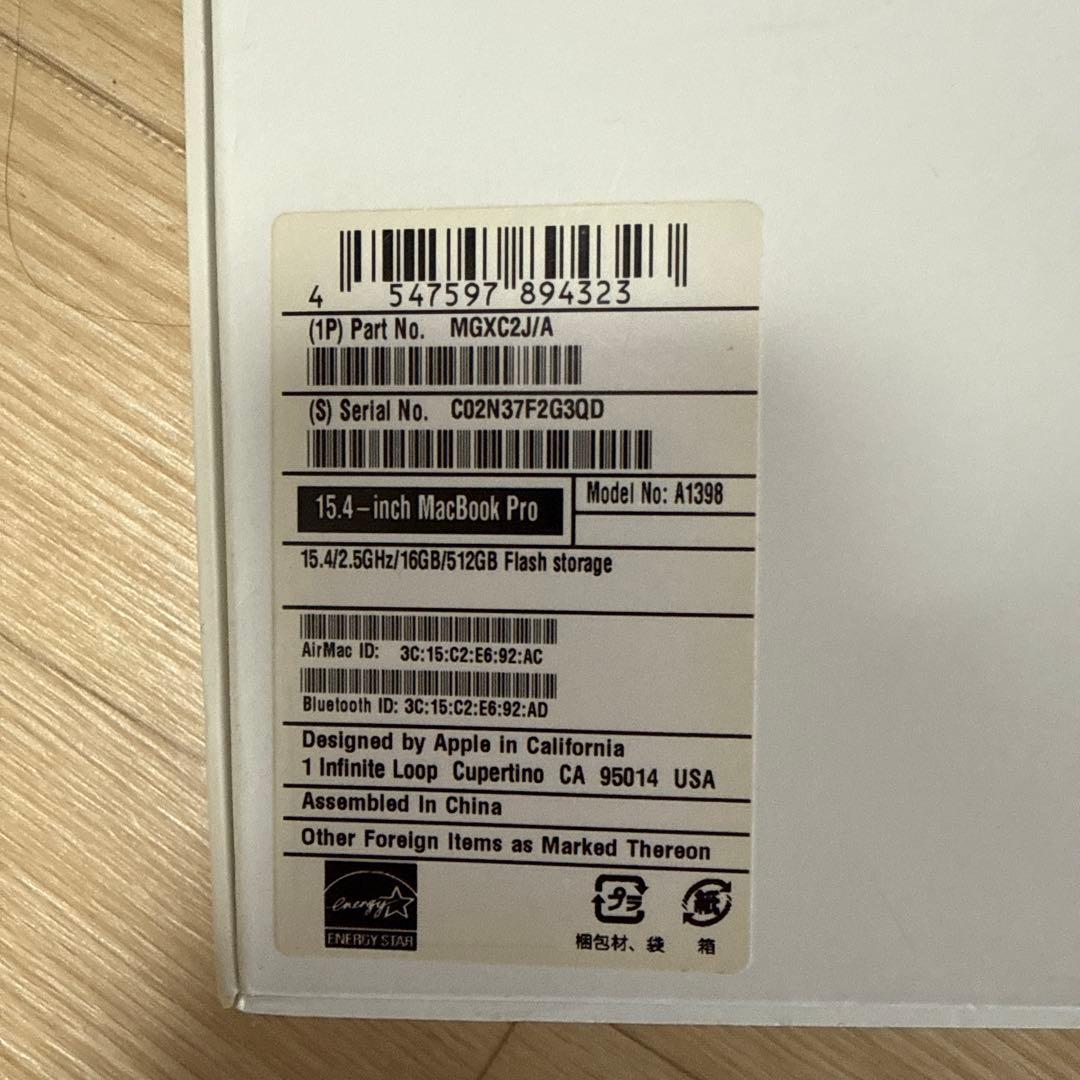 4 547597 894323
(1P) Part No. MGXC2J/A
(S) Serial No. C02N37F2G3QD
15.4-inch MacBook Pro
Model No: A1398
15.4/2.5GHz/16GB/512GB Flash storage
AirMac ID: 3C:15:C2:E6:92:AC
Bluetooth ID: 3C:15:C2:E6:92:AD
Designed by Apple in California
1 Infinite Loop Cupertino CA 95014 USA
Assembled In China
Other Foreign Items as Marked Thereon
energy
ENERGY STAR
プラ
紙
梱包材、袋
箱